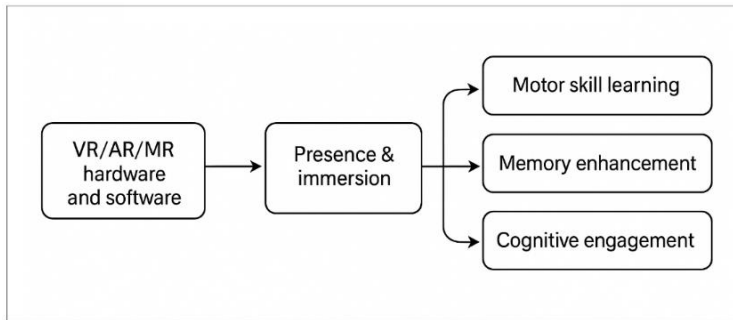 VR/AR/MR
hardware
and software
Presence &
immersion
Motor skill learning
Memory enhancement
Cognitive engagement